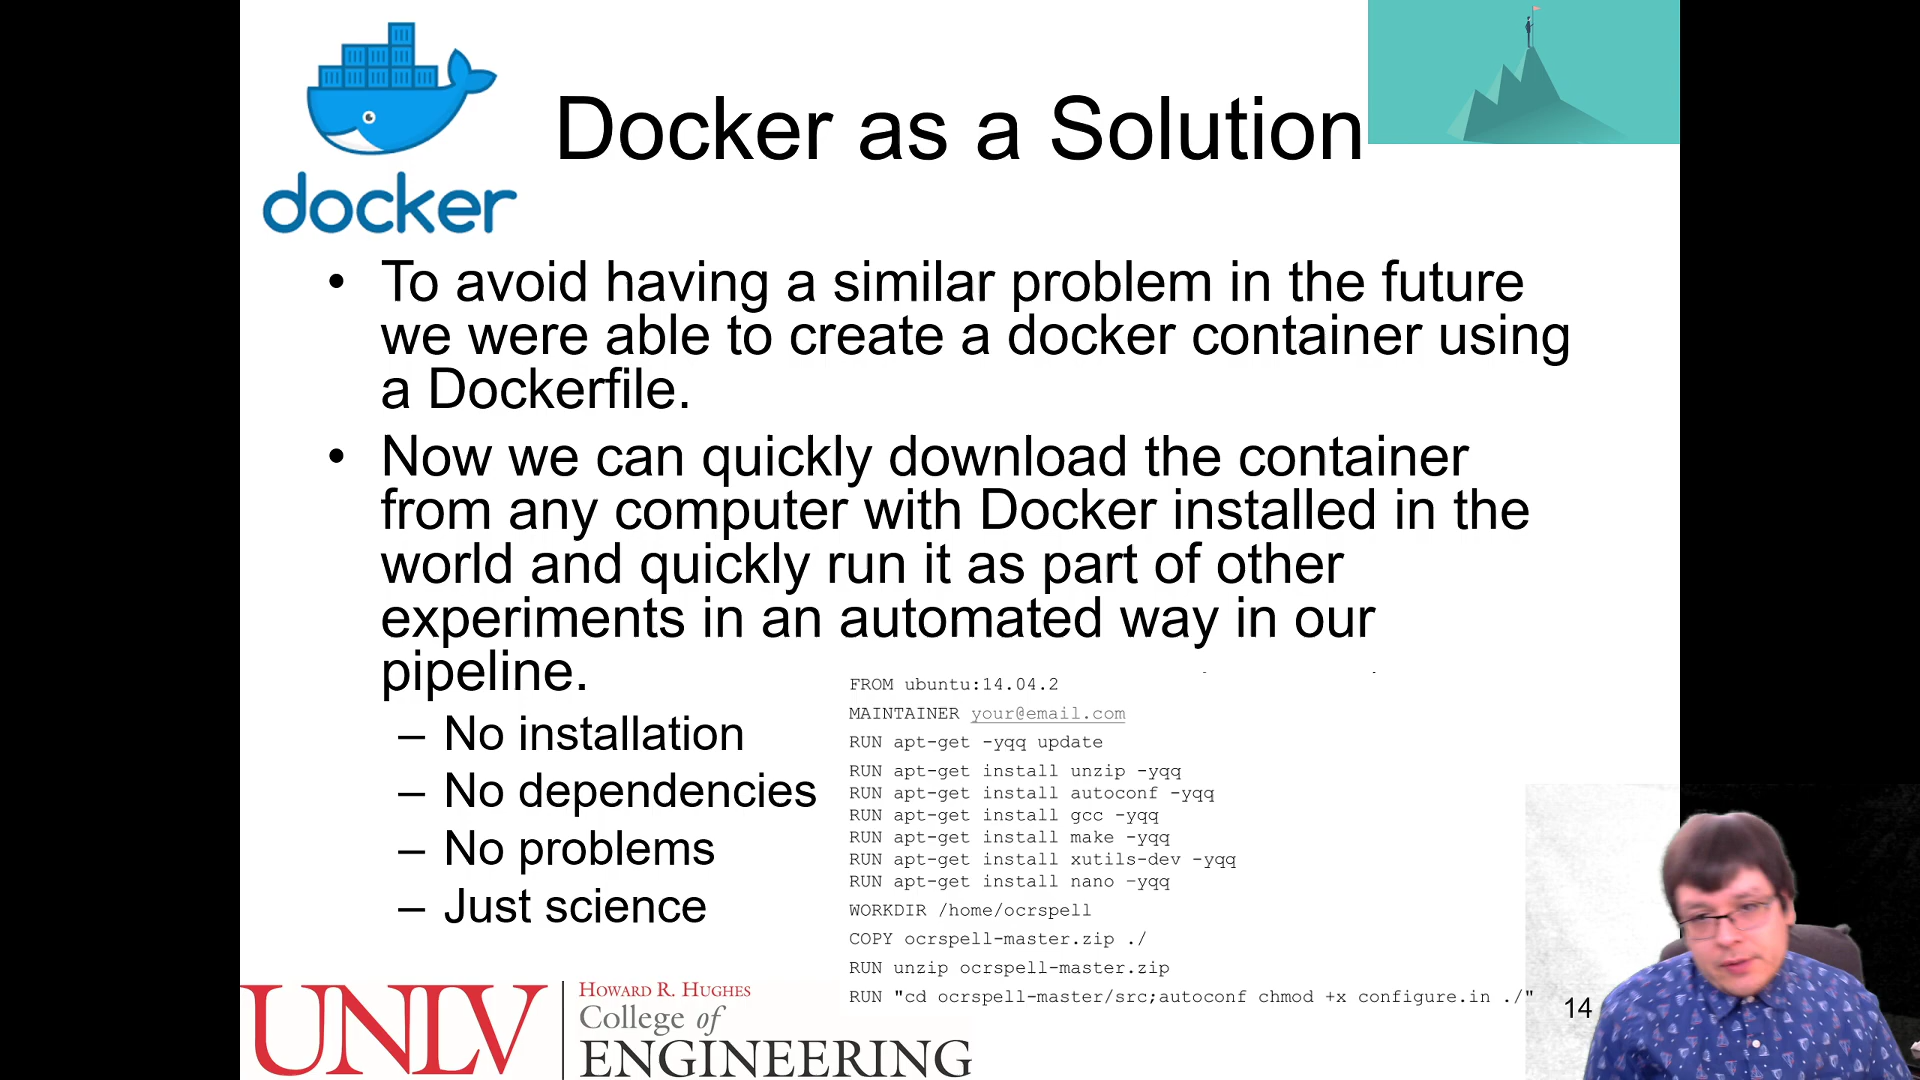 docker
Docker as a Solution
• To avoid having a similar problem in the future
we were able to create a docker container using
a Dockerfile.
• Now we can quickly download the container
from any computer with Docker installed in the
world and quickly run it as part of other
experiments in an automated way in our
pipeline.
– No installation
– No dependencies
– No problems
– Just science
FROM ubuntu:14.04.2
MAINTAINER your@email.com
RUN apt-get -yqq update
RUN apt-get install unzip -yqq
RUN apt-get install autoconf -yqq
RUN apt-get install gcc -yqq
RUN apt-get install make -yqq
RUN apt-get install xutils-dev -yqq
RUN apt-get install nano –yqq
WORKDIR /home/ocrspell
COPY ocrspell-master.zip ./
RUN unzip ocrspell-master.zip
RUN "cd ocrspell-master/src;autoconf chmod +x configure.in ./"
14
UNLV
HOWARD R. HUGHES
College of
ENGINEERING